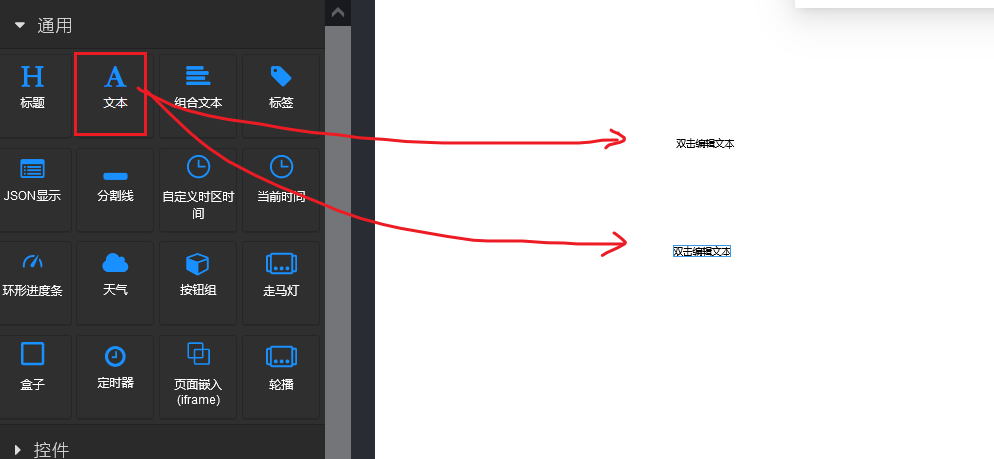 通用
标题
文本
组合文本
标签
JSON显示
分割线
自定义时区时
间
当前时间
环形进度条
天气
按钮组
走马灯
盒子
定时器
页面嵌入
(iframe)
轮播
控件
双击编辑文本
双击编辑文本